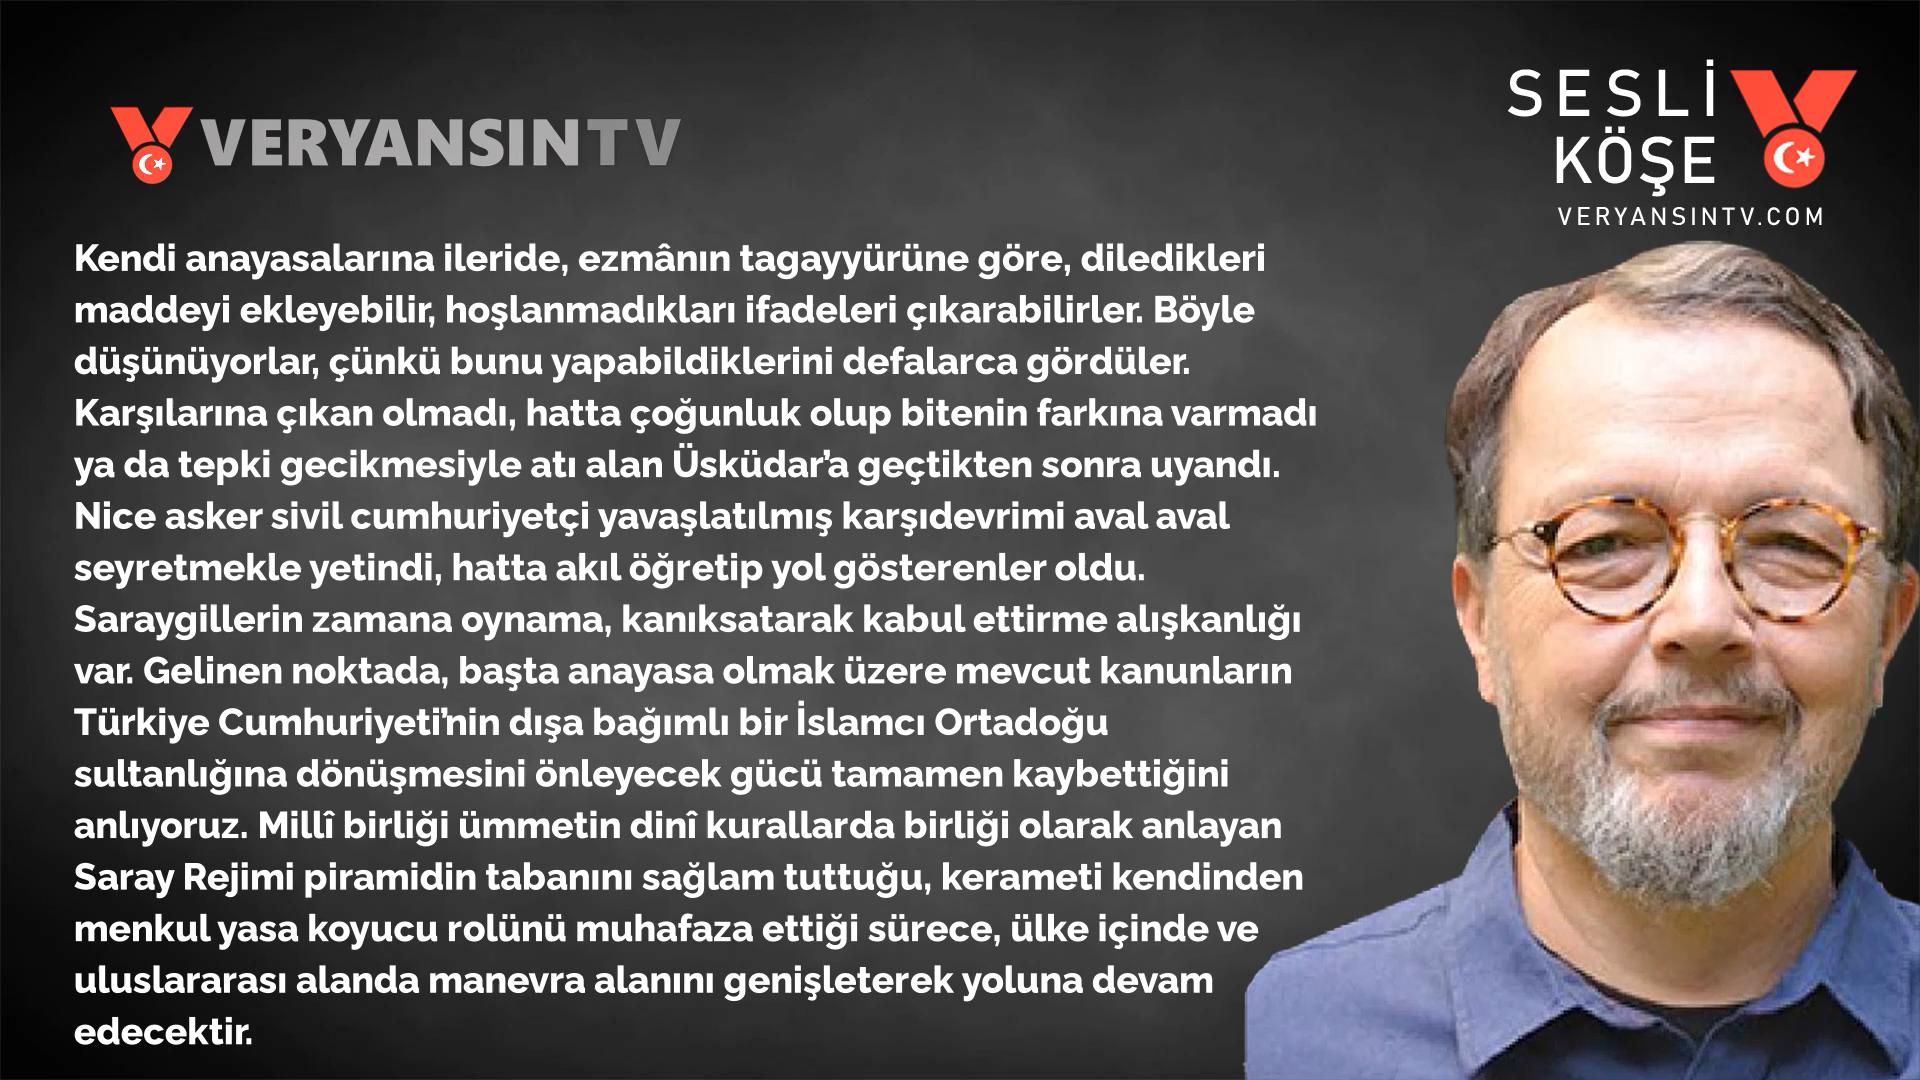 VERYANSINTV
SESLİ
KÖŞE
VERYANSINTV.COM
Kendi anayasalarına ileride, ezmânın tagayyürüne göre, diledikleri
maddeyi ekleyebilir, hoşlanmadıkları ifadeleri çıkarabilirler. Böyle
düşünüyorlar, çünkü bunu yapabildiklerini defalarca gördüler.
Karşılarına çıkan olmadı, hatta çoğunluk olup bitenin farkına varmadı
ya da tepki gecikmesiyle atı alan Üsküdar’a geçtikten sonra uyandı.
Nice asker sivil cumhuriyetçi yavaşlatılmış karşıdevrimi aval aval
seyretmekle yetindi, hatta akıl öğretip yol gösterenler oldu.
Saraygillerin zamana oynama, kanıksatarak kabul ettirme alışkanlığı
var. Gelinen noktada, başta anayasa olmak üzere mevcut kanunların
Türkiye Cumhuriyeti’nin dışa bağımlı bir İslamcı Ortadoğu
sultanlığına dönüşmesini önleyecek gücü tamamen kaybettiğini
anlıyoruz. Millî birliği ümmetin dinî kurallarda birliği olarak anlayan
Saray Rejimi piramidin tabanını sağlam tuttuğu, kerameti kendinden
menkul yasa koyucu rolünü muhafaza ettiği sürece, ülke içinde ve
uluslararası alanda manevra alanını genişleterek yoluna devam
edecektir.